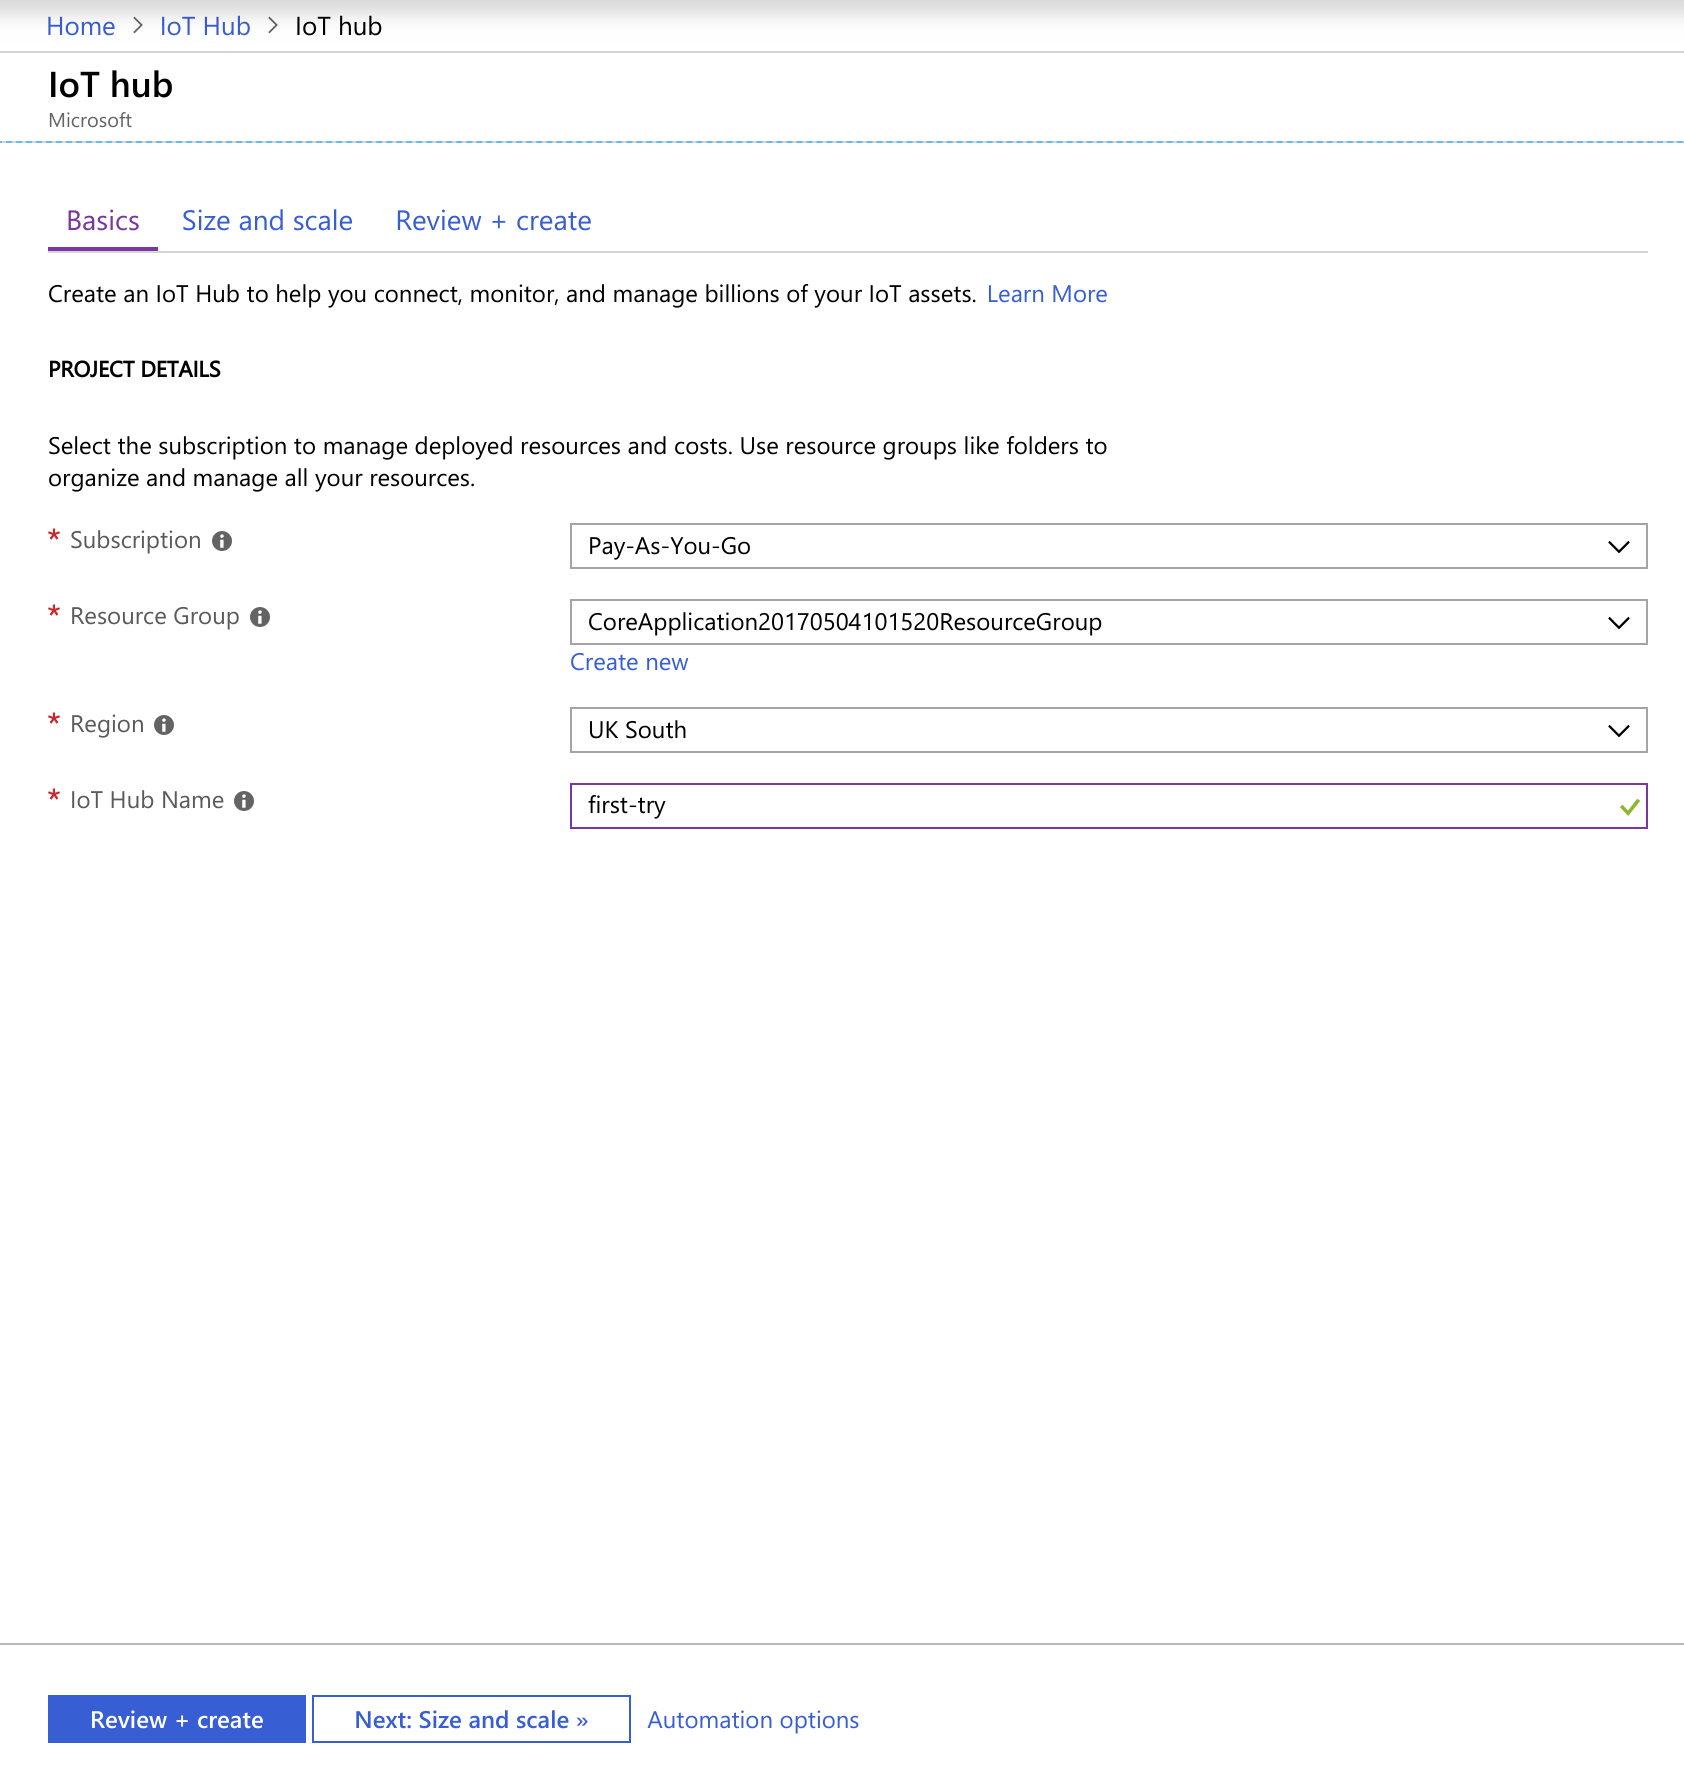 Home > IoT Hub > IoT hub
IoT hub
Microsoft
Basics Size and scale Review + create
Create an IoT Hub to help you connect, monitor, and manage billions of your IoT assets. Learn More
PROJECT DETAILS
Select the subscription to manage deployed resources and costs. Use resource groups like folders to
organize and manage all your resources.
* Subscription Pay-As-You-Go
* Resource Group CoreApplication20170504101520ResourceGroup
Create new
* Region UK South
* IoT Hub Name first-try
Review + create Next: Size and scale » Automation options